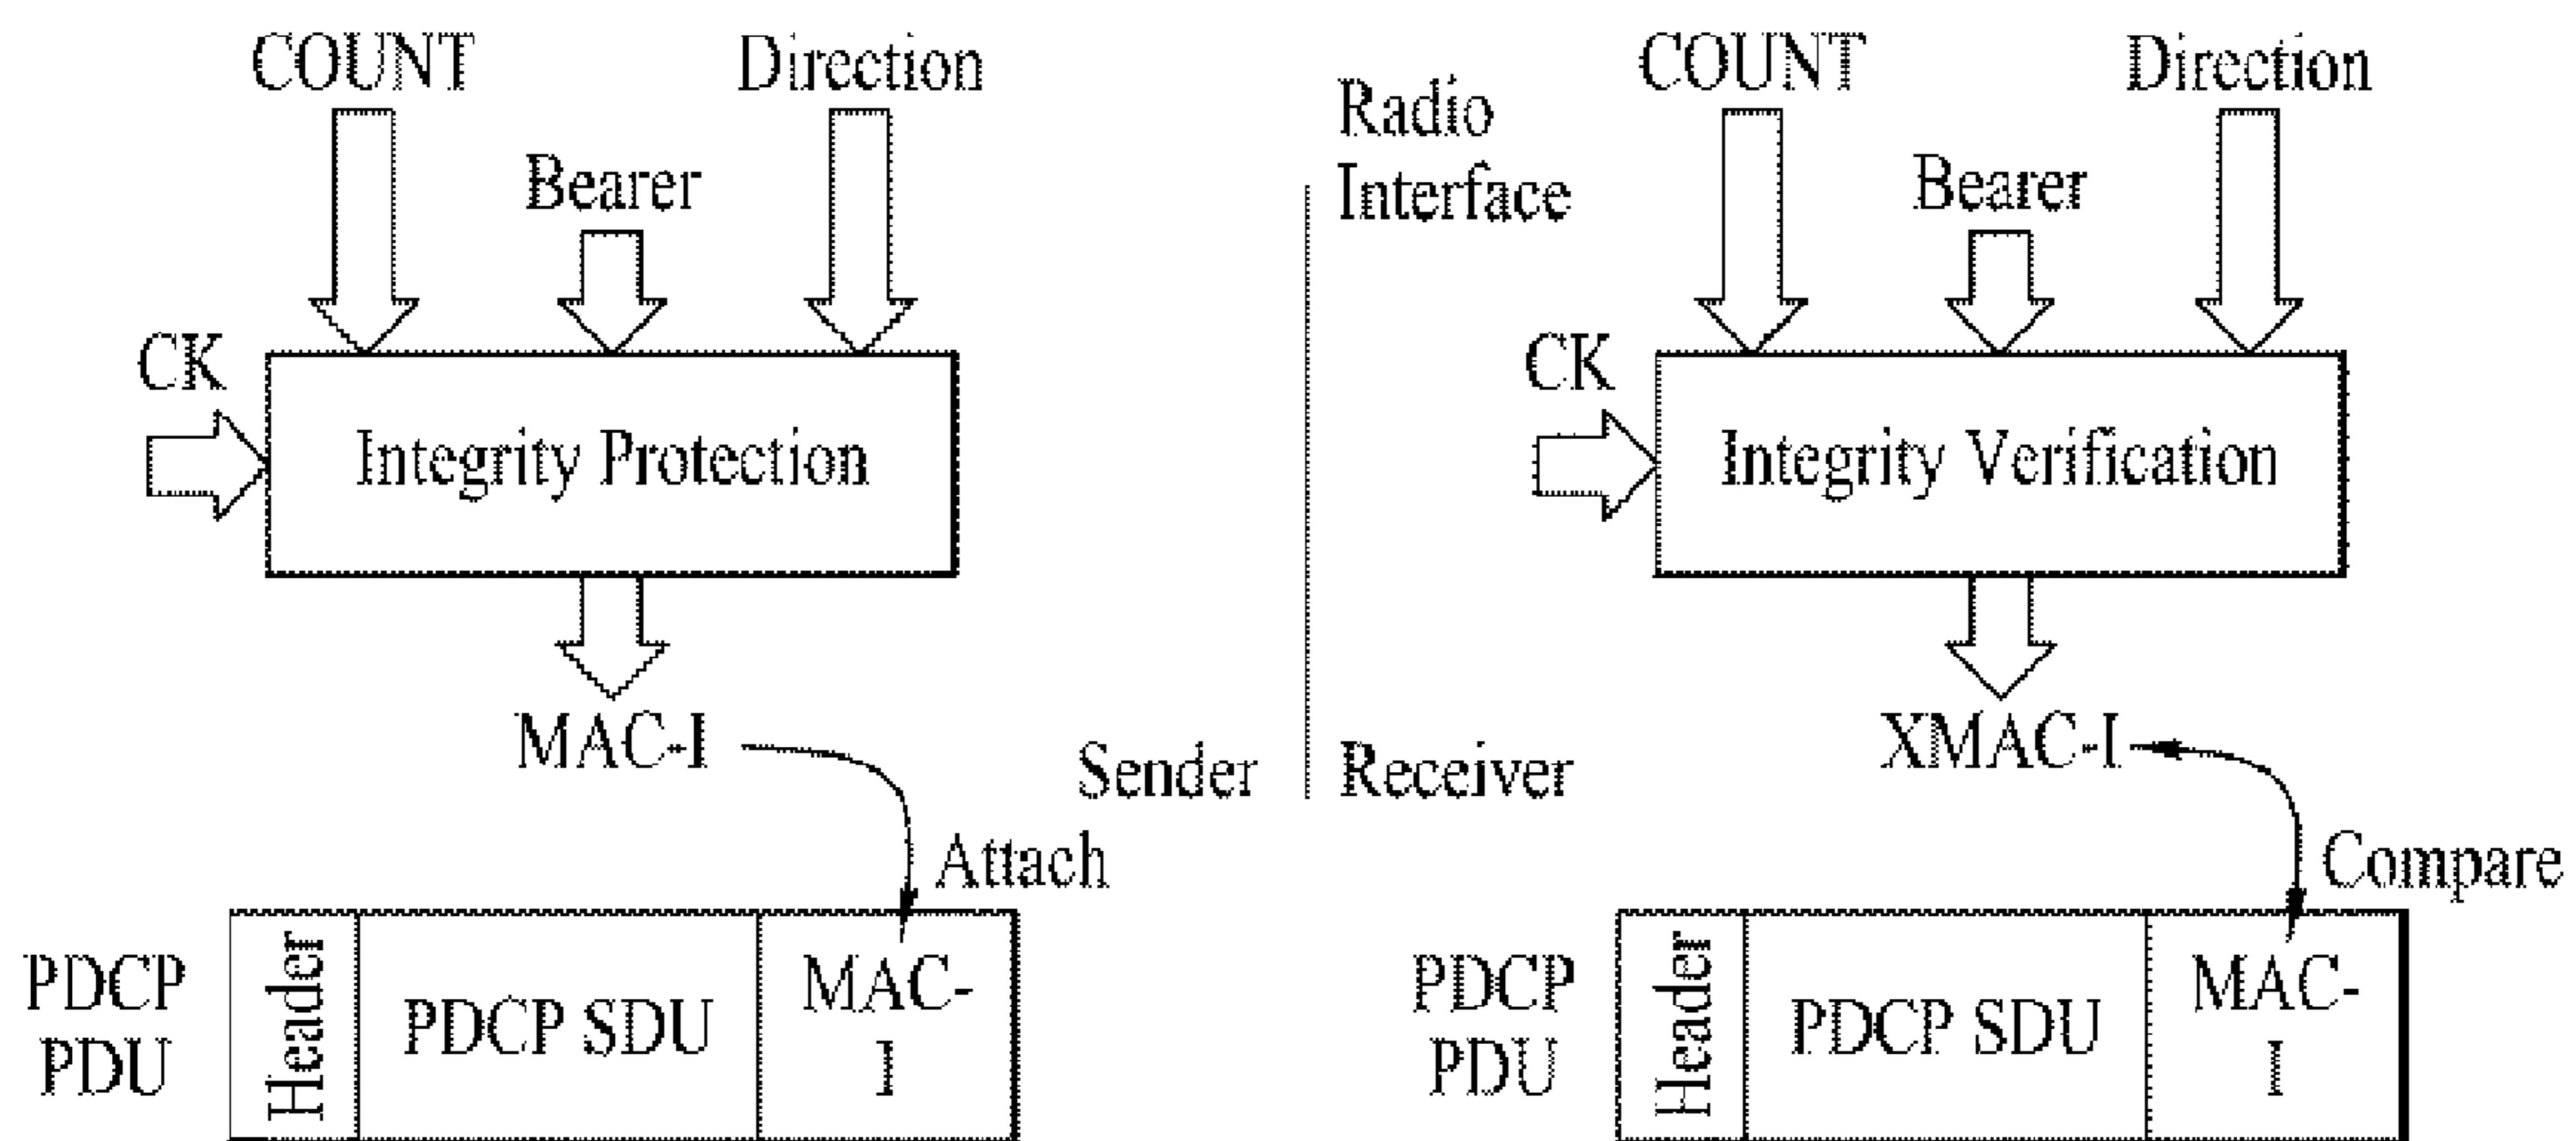 COUNT
Direction
Bearer
CK
Integrity Protection
MAC-I
Attach
PDCP
PDU
Header
PDCP SDU
MAC-
I
Radio
Interface
Sender
Receiver
COUNT
Direction
Bearer
CK
Integrity Verification
XMAC-I
Compare
PDCP
PDU
Header
PDCP SDU
MAC-
I